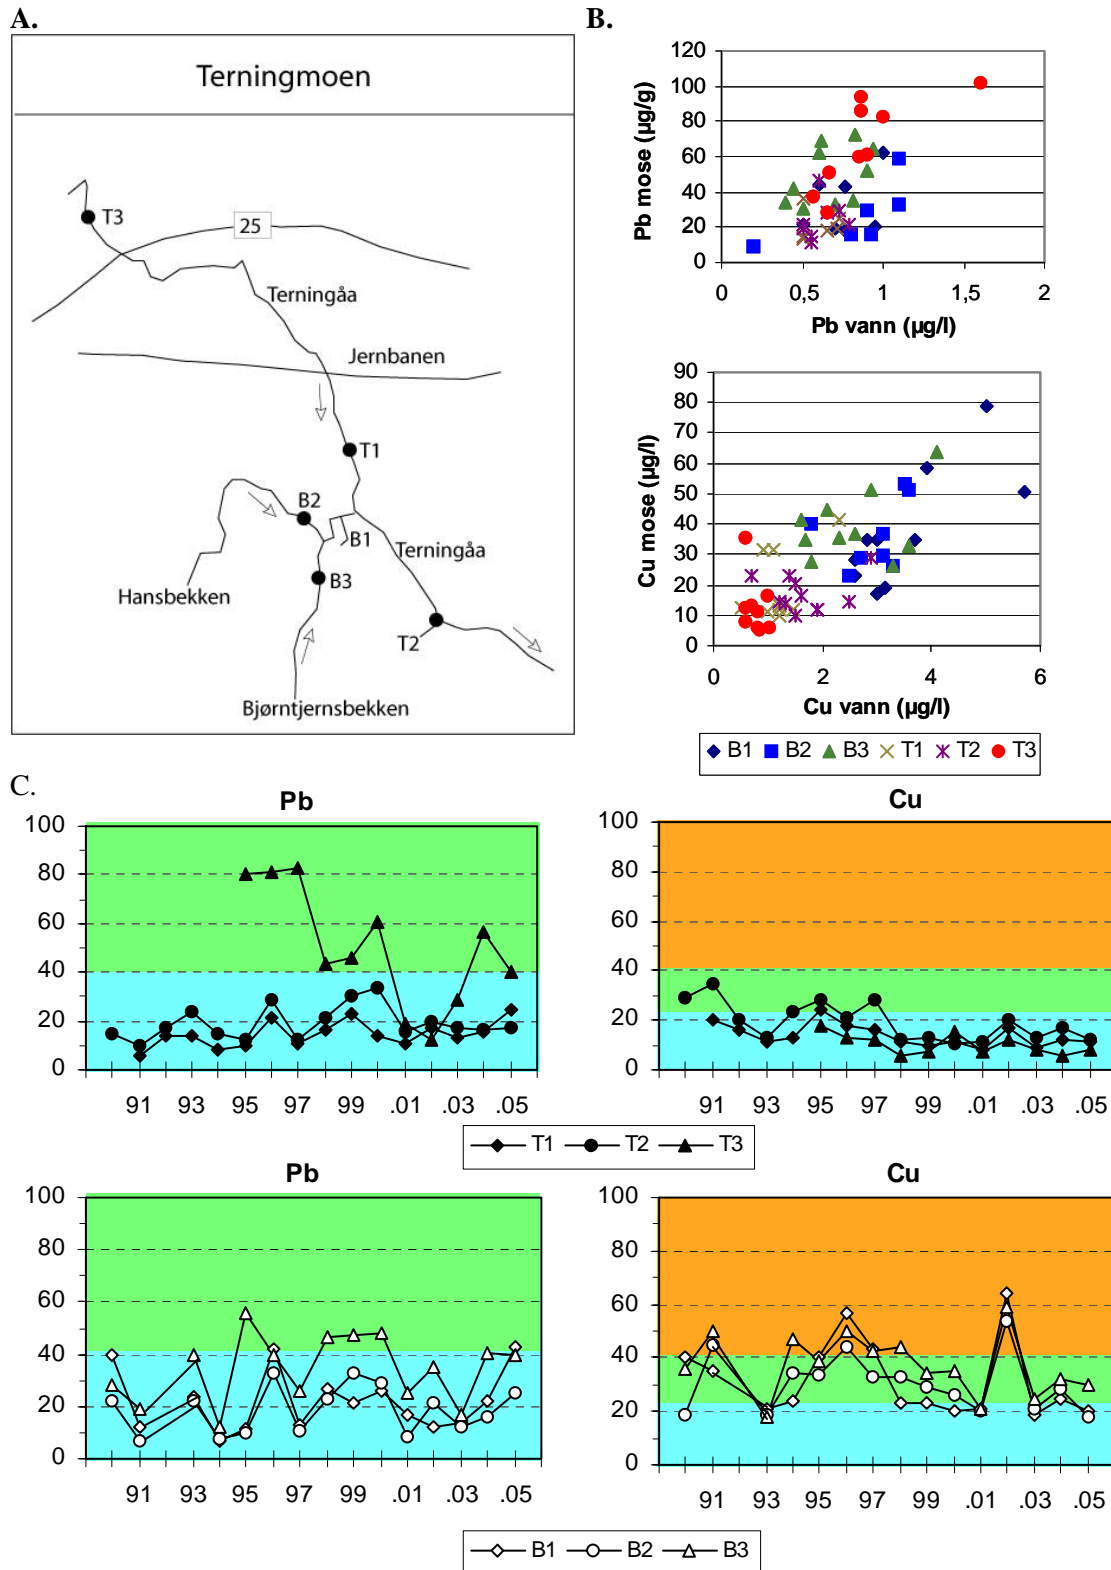 A.
Terningmoen
T3
25
Terningåa
Jernbanen
T1
B2
B1
Terningåa
B3
Hansbekken
T2
Bjørntjernsbekken
B.
Pb mose (µg/g)
120
100
80
60
40
20
0
0 0,5 1 1,5 2
Pb vann (µg/l)
Cu mose (µg/l)
90
80
70
60
50
40
30
20
10
0
0 2 4 6
Cu vann (µg/l)
B1 B2 B3 T1 T2 T3
C.
Pb
100
80
60
40
20
0
91 93 95 97 99 .01 .03 .05
Cu
100
80
60
40
20
0
91 93 95 97 99 .01 .03 .05
T1 T2 T3
Pb
100
80
60
40
20
0
91 93 95 97 99 .01 .03 .05
Cu
100
80
60
40
20
0
91 93 95 97 99 .01 .03 .05
B1 B2 B3